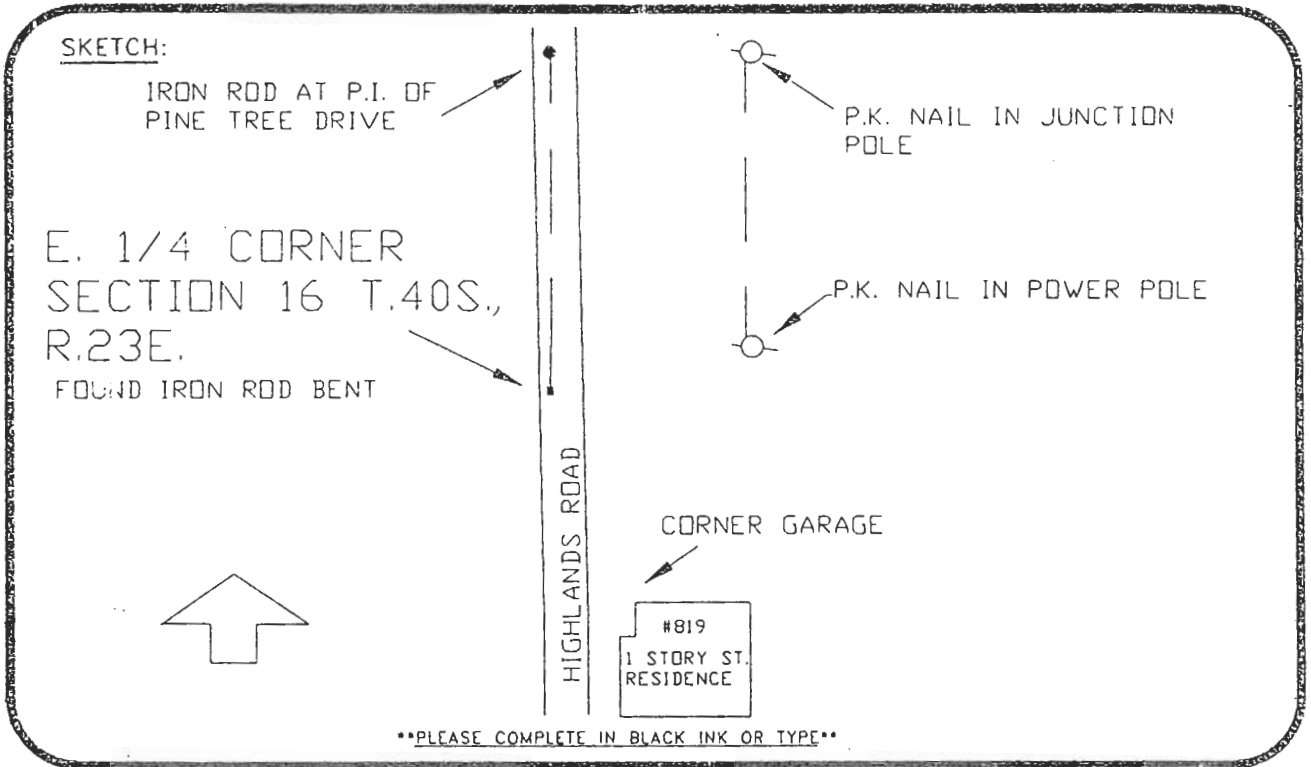 SKETCH:
IRON ROD AT P.I. OF
PINE TREE DRIVE
P.K. NAIL IN JUNCTION
POLE
E. 1/4 CORNER
SECTION 16 T.40S.,
R.23E.
FOUND IRON ROD BENT
P.K. NAIL IN POWER POLE
HIGHLANDS ROAD
CORNER GARAGE
#819
1 STORY ST.
RESIDENCE
**PLEASE COMPLETE IN BLACK INK OR TYPE**